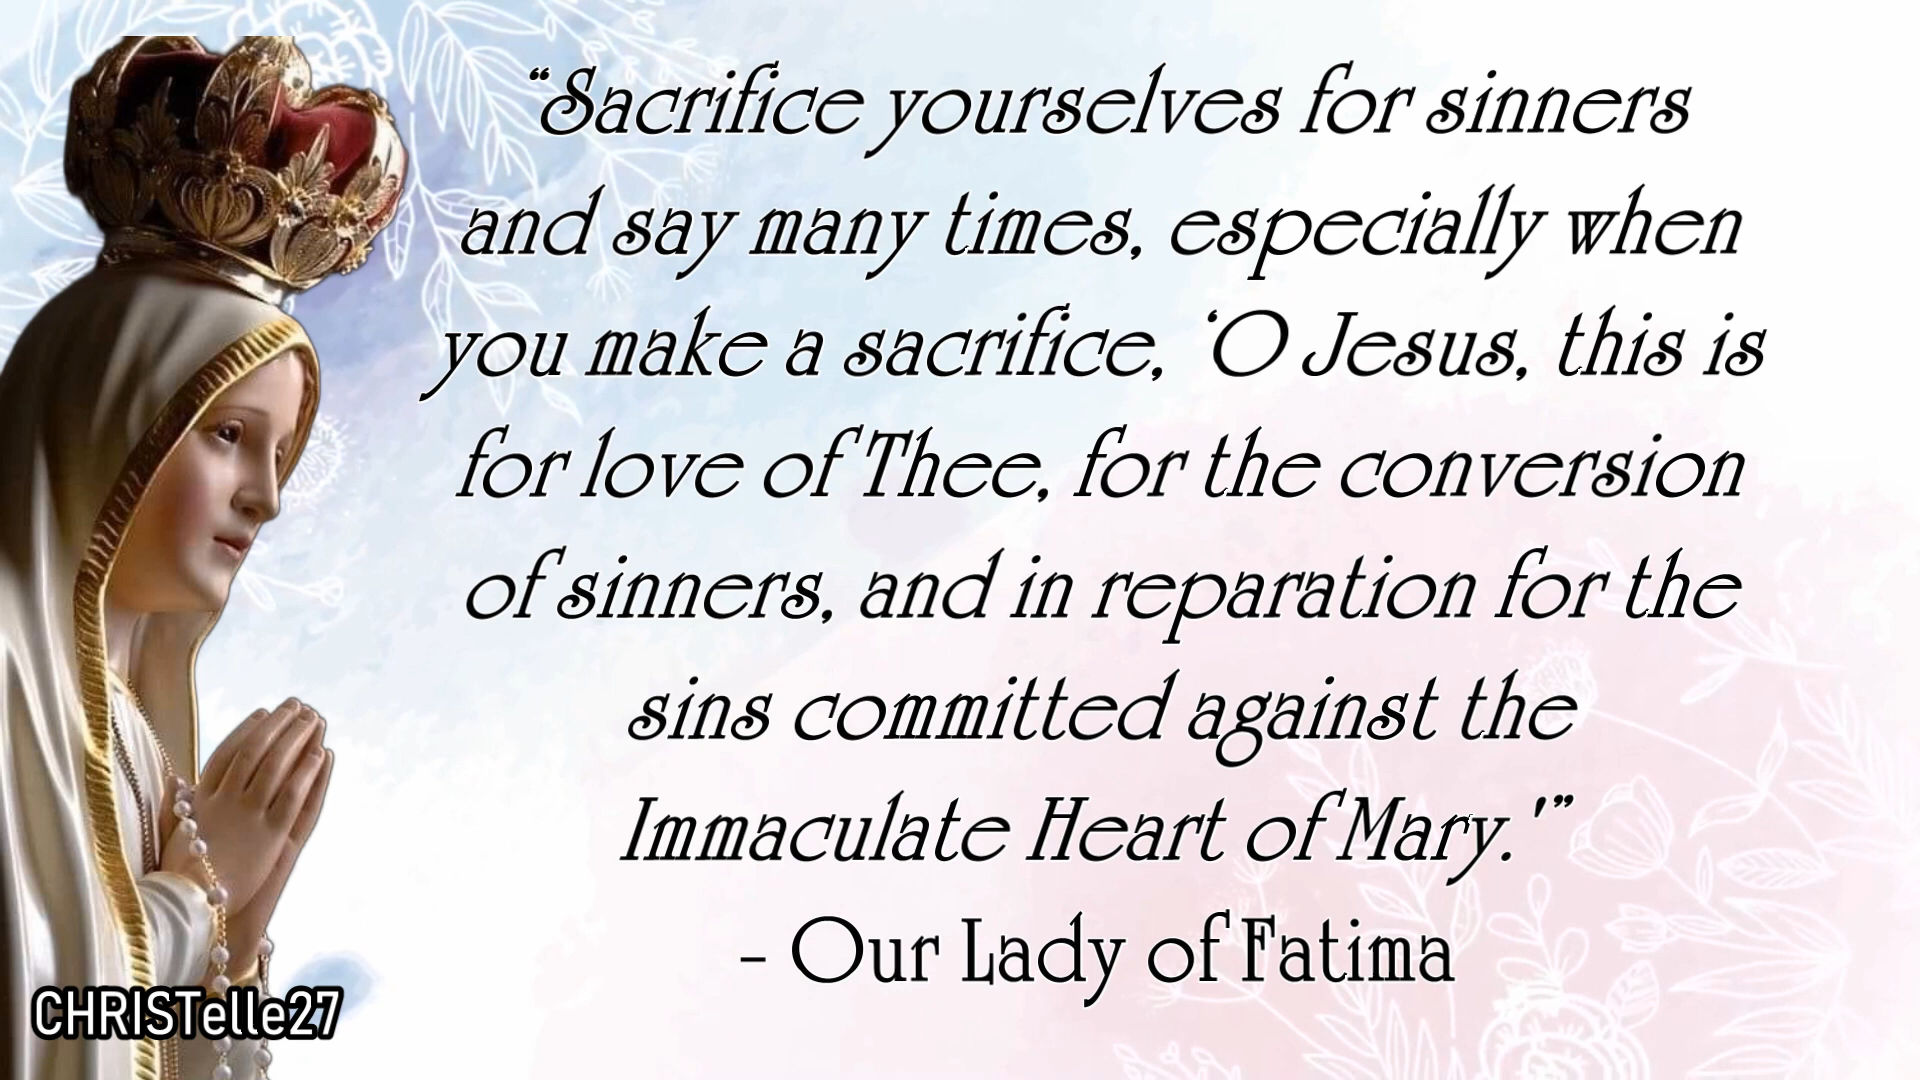 “Sacrifice yourselves for sinners
and say many times, especially when
you make a sacrifice, ‘O Jesus, this is
for love of Thee, for the conversion
of sinners, and in reparation for the
sins committed against the
Immaculate Heart of Mary.'”
- Our Lady of Fatima
CHRISTelle27